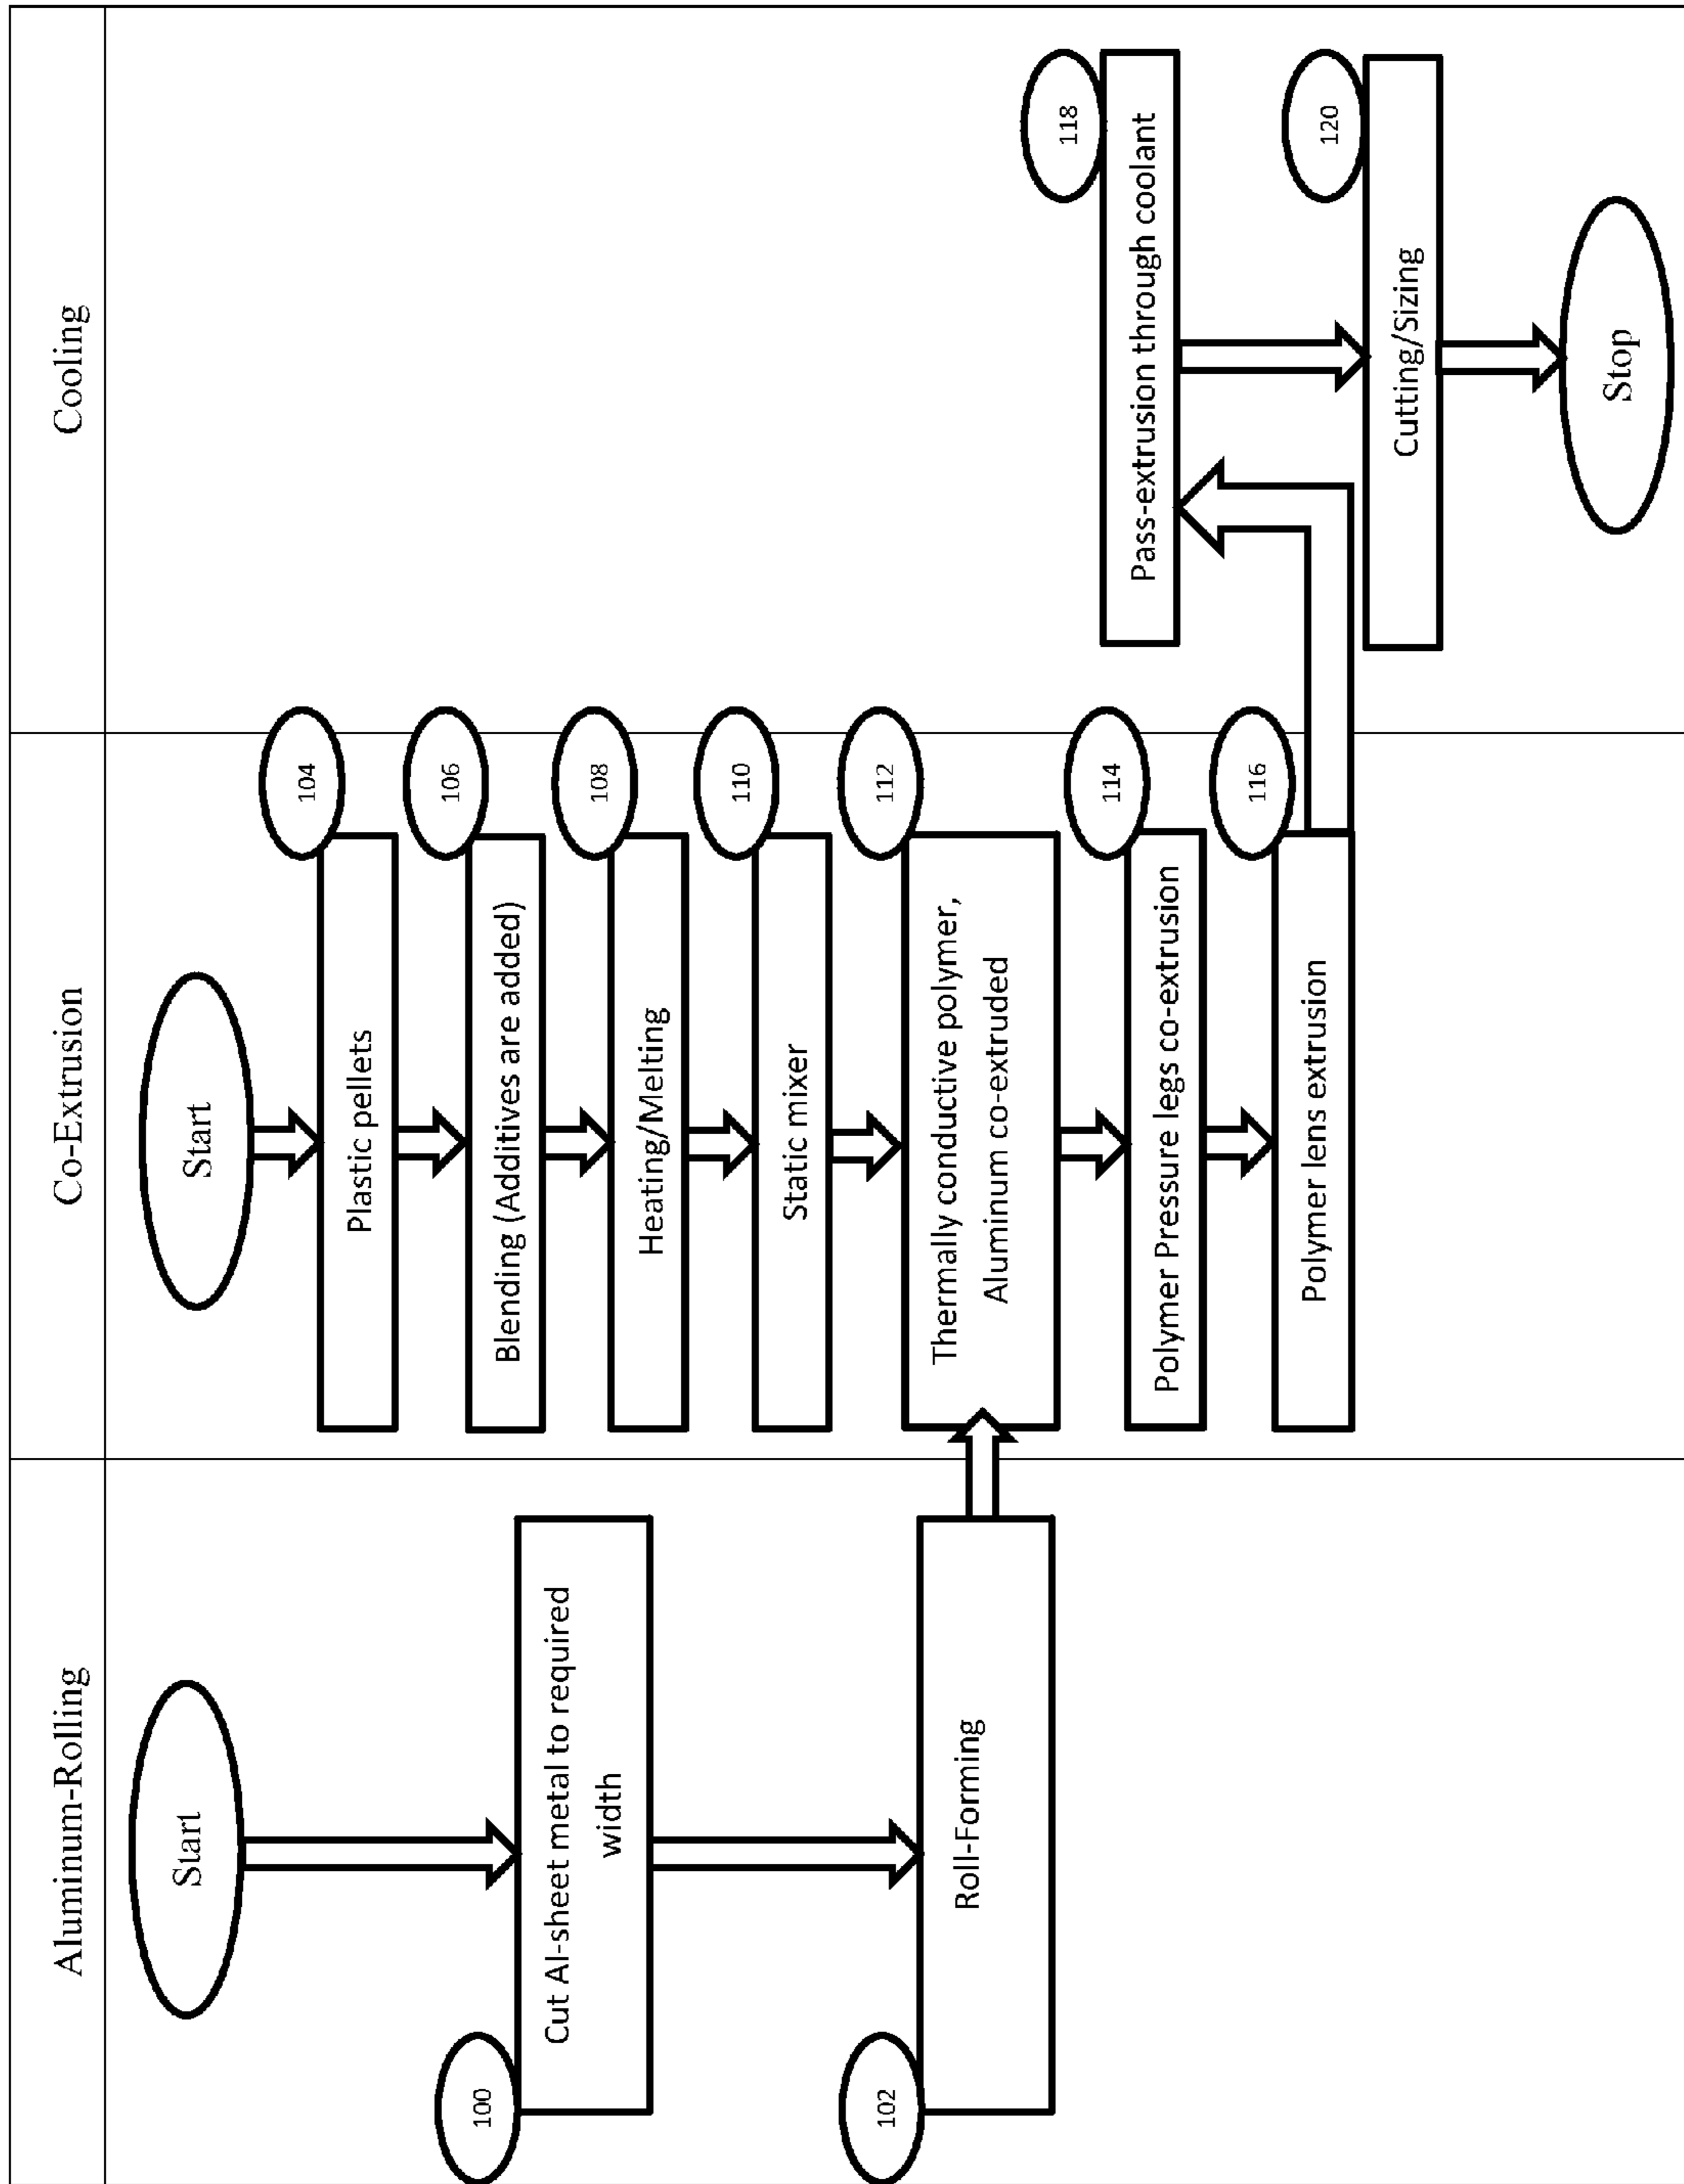 Aluminum-Rolling
Co-Extrusion
Cooling
Start
100
Cut Al-sheet metal to required
width
102
Roll-Forming
Start
104
Plastic pellets
106
Blending (Additives are added)
108
Heating/Melting
110
Static mixer
112
Thermally conductive polymer,
Aluminum co-extruded
114
Polymer Pressure legs co-extrusion
116
Polymer lens extrusion
118
Pass-extrusion through coolant
120
Cutting/Sizing
Stop